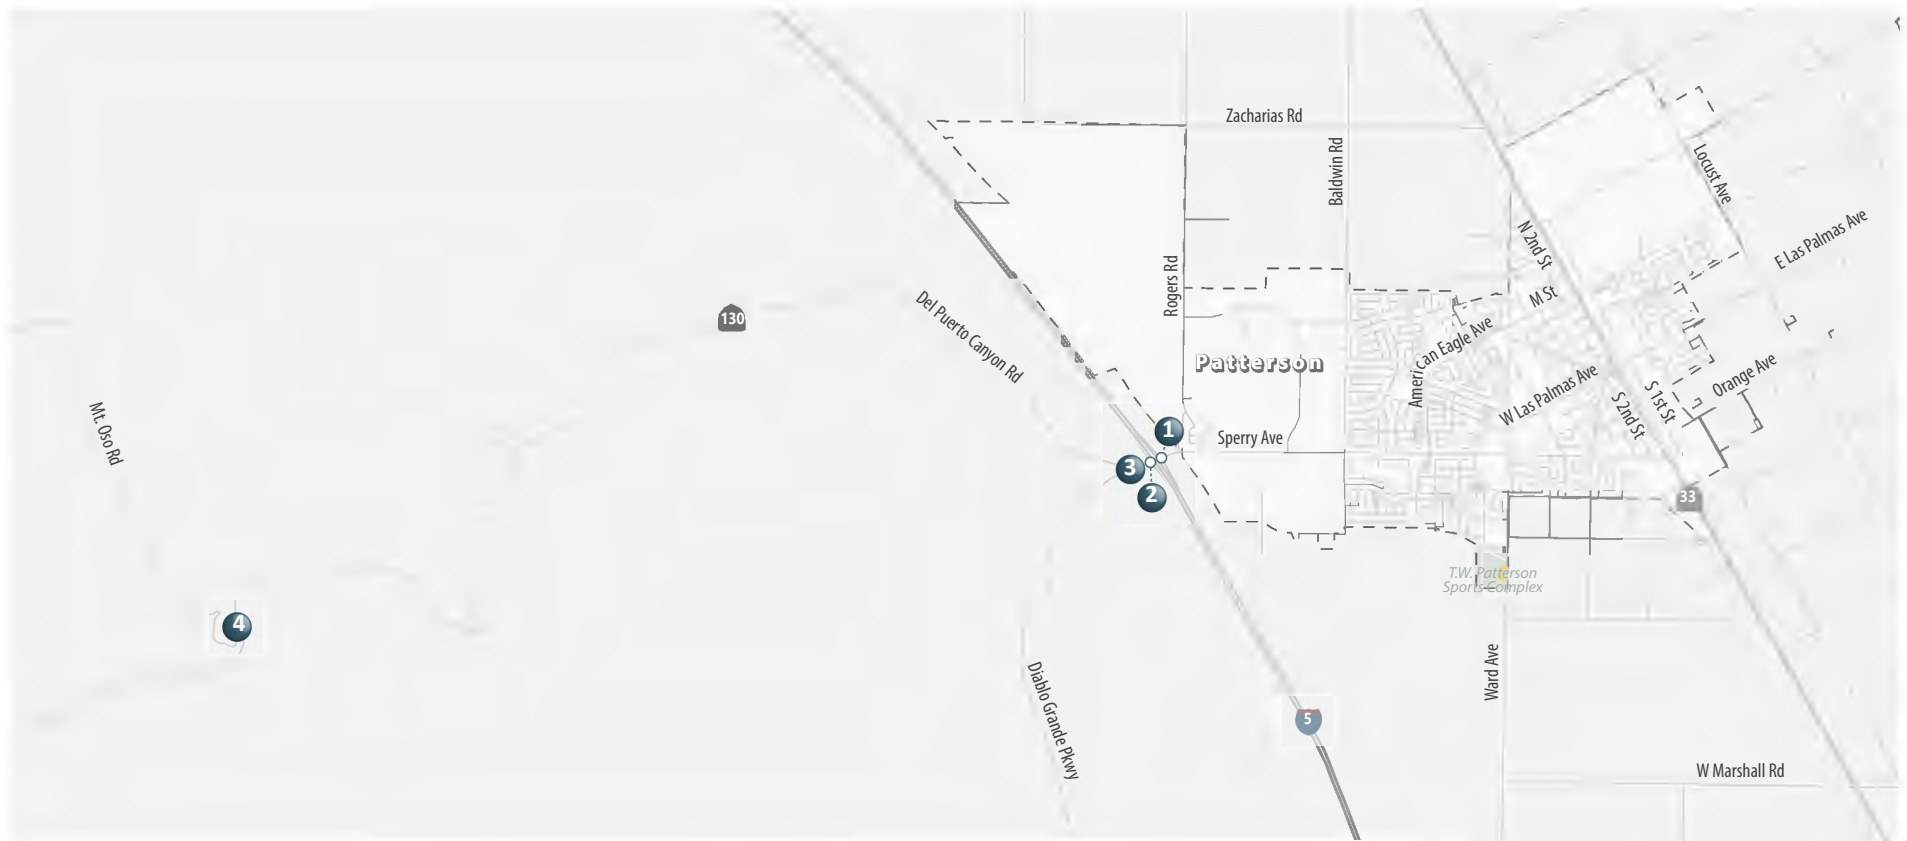 Zacharias Rd
Baldwin Rd
Locust Ave
N 2nd St
E Las Palmas Ave
Rogers Rd
M St
Del Puerto Canyon Rd
130
American Eagle Ave
Patterson
Orange Ave
W Las Palmas Ave
S 1st St
S 2nd St
Mt. Oso Rd
1
Sperry Ave
3
2
33
T.W. Patterson
Sports Complex
4
Ward Ave
Diablo Grande Pkwy
5
W Marshall Rd